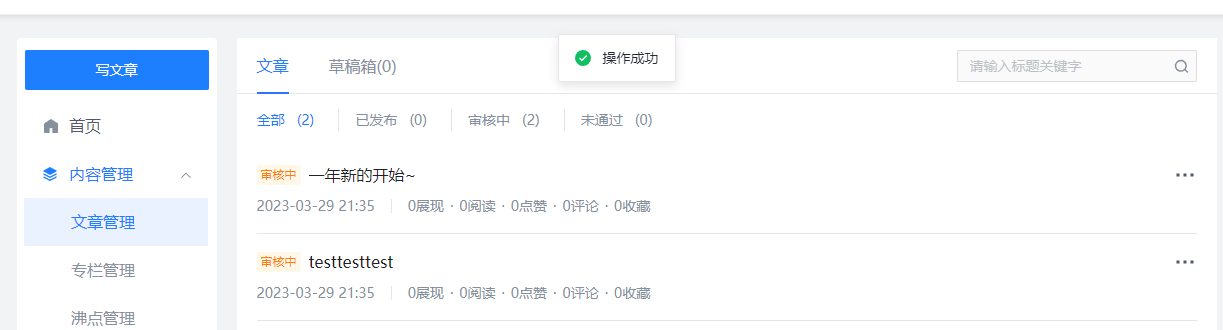 写文章
首页
内容管理
文章管理
专栏管理
沸点管理
操作成功
文章 草稿箱(0) 请输入标题关键字
全部 (2) 已发布 (0) 审核中 (2) 未通过 (0)
审核中 一年新的开始~
2023-03-29 21:35 0展现 · 0阅读 · 0点赞 · 0评论 · 0收藏
审核中 testtesttest
2023-03-29 21:35 0展现 · 0阅读 · 0点赞 · 0评论 · 0收藏